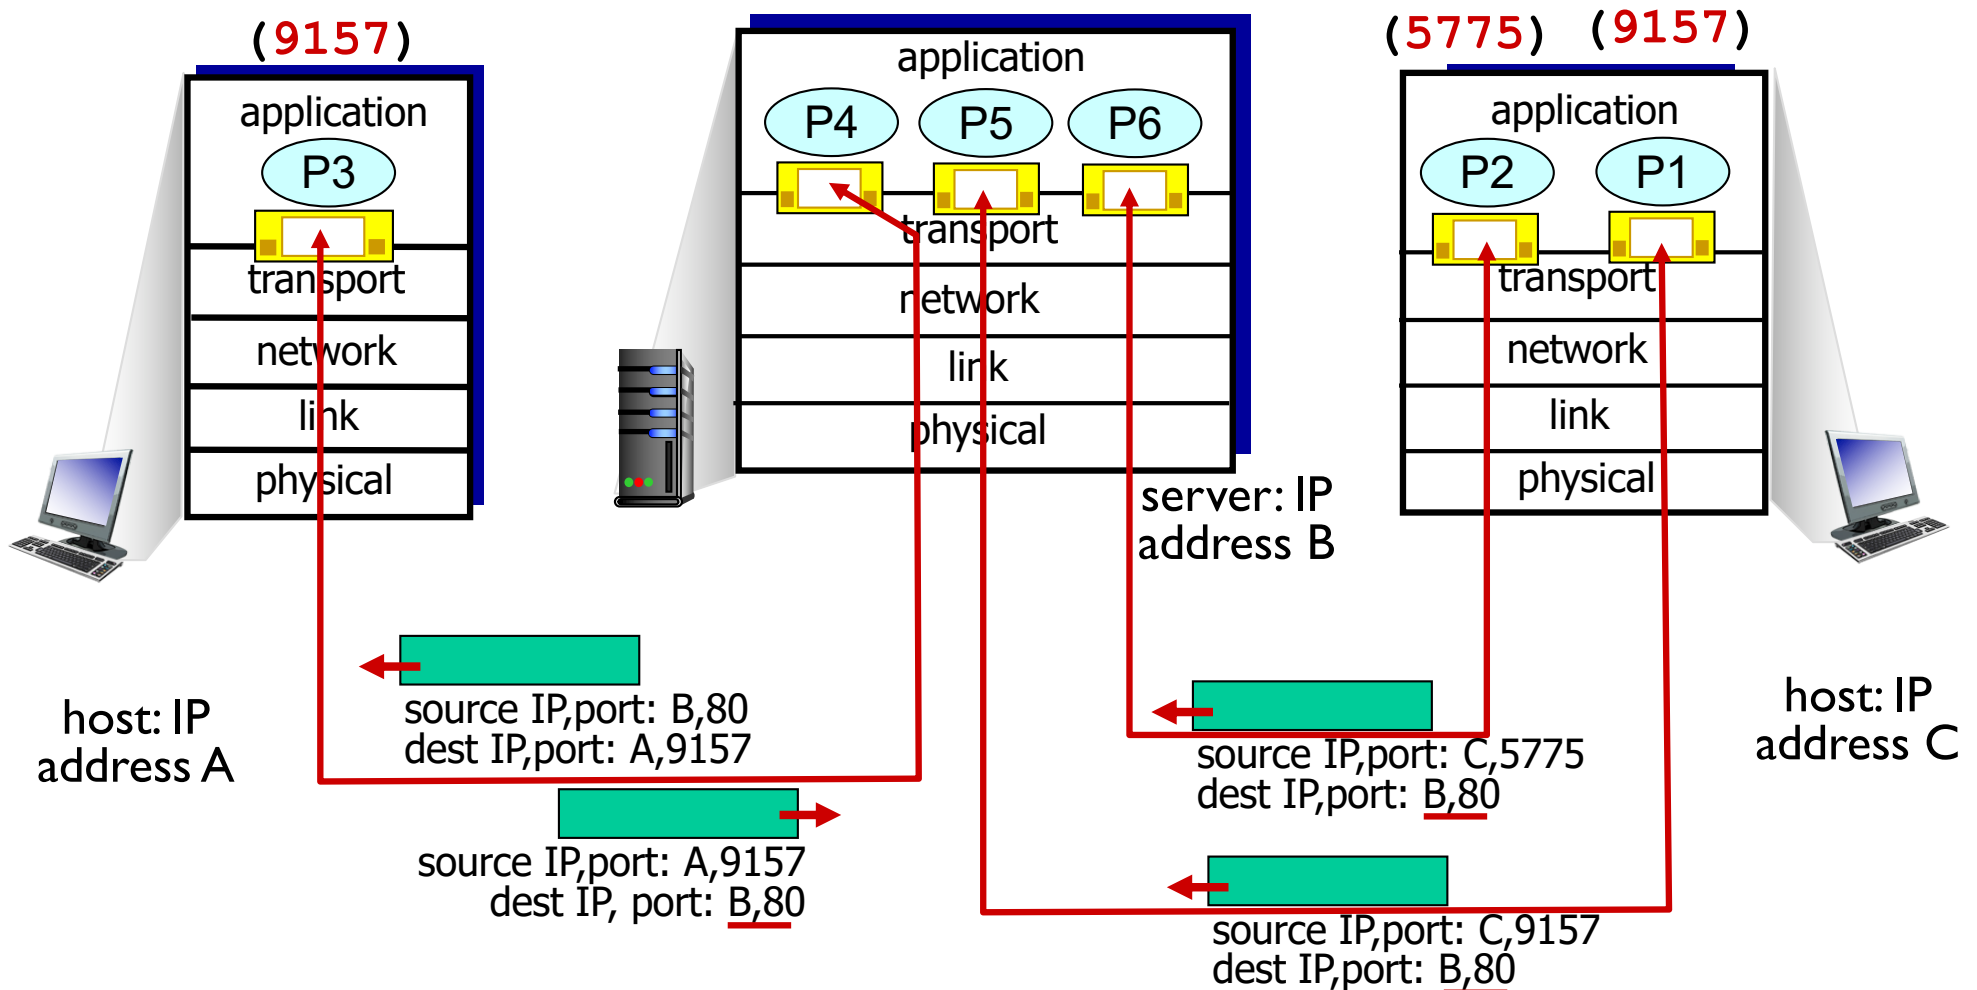 (9157)
application
P3
transport
network
link
physical
host: IP
address A
application
P4 P5 P6
transport
network
link
physical
server: IP
address B
(5775) (9157)
application
P2 P1
transport
network
link
physical
host: IP
address C
source IP,port: B,80
dest IP,port: A,9157
source IP,port: A,9157
dest IP, port: B,80
source IP,port: C,5775
dest IP,port: B,80
source IP,port: C,9157
dest IP,port: B,80